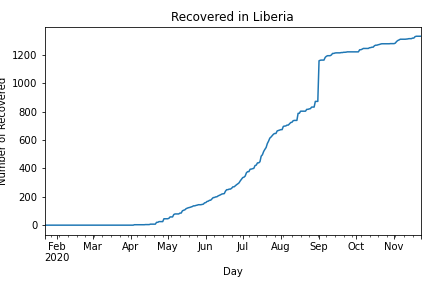 Recovered in Liberia
Number of Recovered
1200
1000
800
600
400
200
0
Feb Mar Apr May Jun Jul Aug Sep Oct Nov
2020
Day